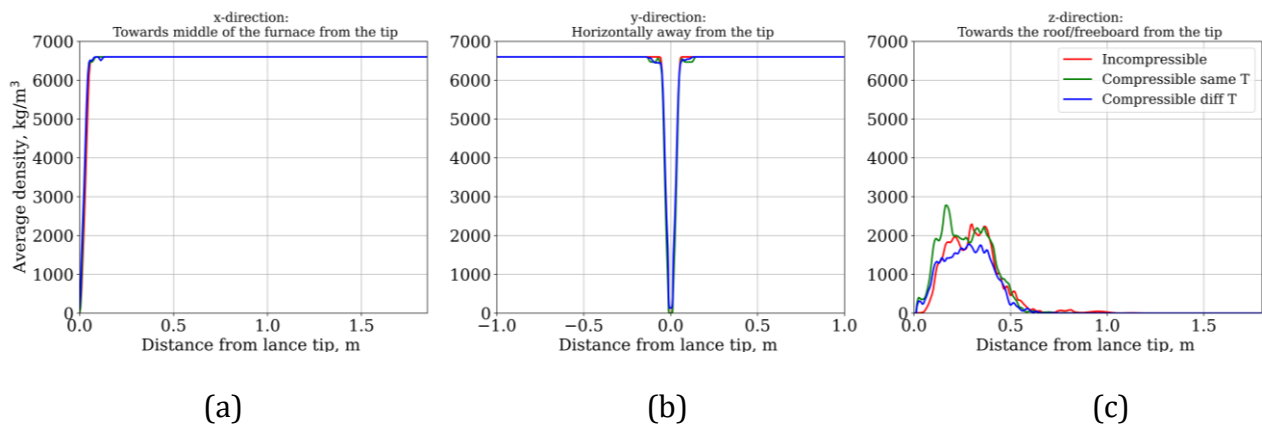 x-direction:
Towards middle of the furnace from the tip
7000
6000
5000
4000
3000
2000
1000
0
0.0 0.5 1.0 1.5
Average density, kg/m³
Distance from lance tip, m
(a)
y-direction:
Horizontally away from the tip
7000
6000
5000
4000
3000
2000
1000
0
−1.0 −0.5 0.0 0.5 1.0
Distance from lance tip, m
(b)
z-direction:
Towards the roof/freeboard from the tip
7000
6000
5000
4000
3000
2000
1000
0
0.0 0.5 1.0 1.5
Incompressible
Compressible same T
Compressible diff T
Distance from lance tip, m
(c)